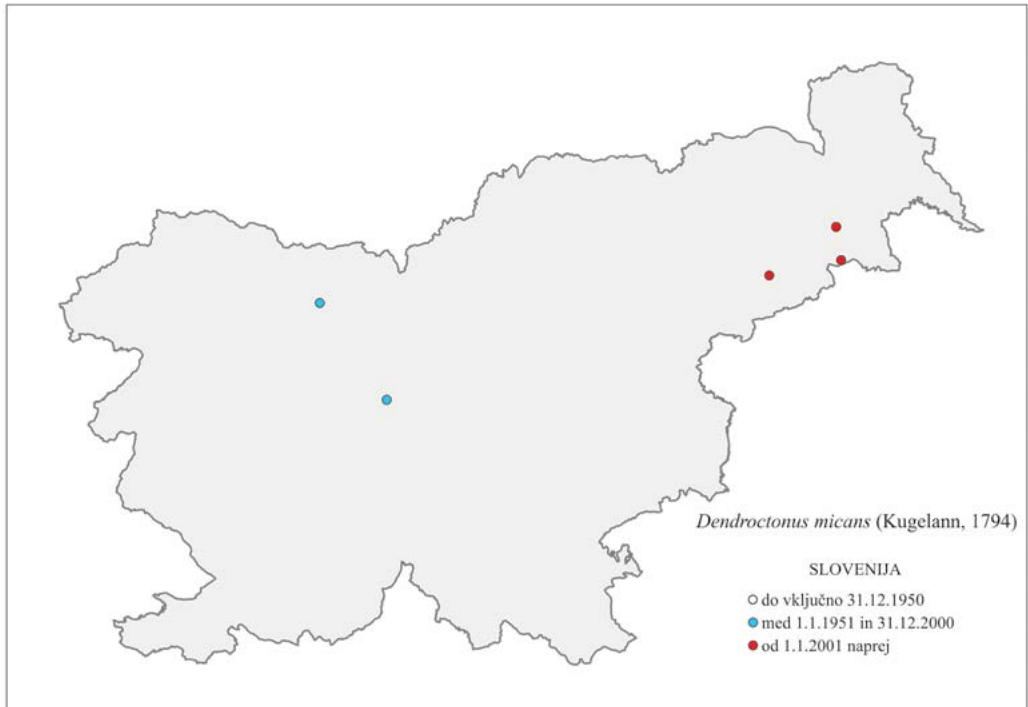 Dendroctonus micans (Kugelann, 1794)
SLOVENIJA
do vključno 31.12.1950
med 1.1.1951 in 31.12.2000
od 1.1.2001 naprej